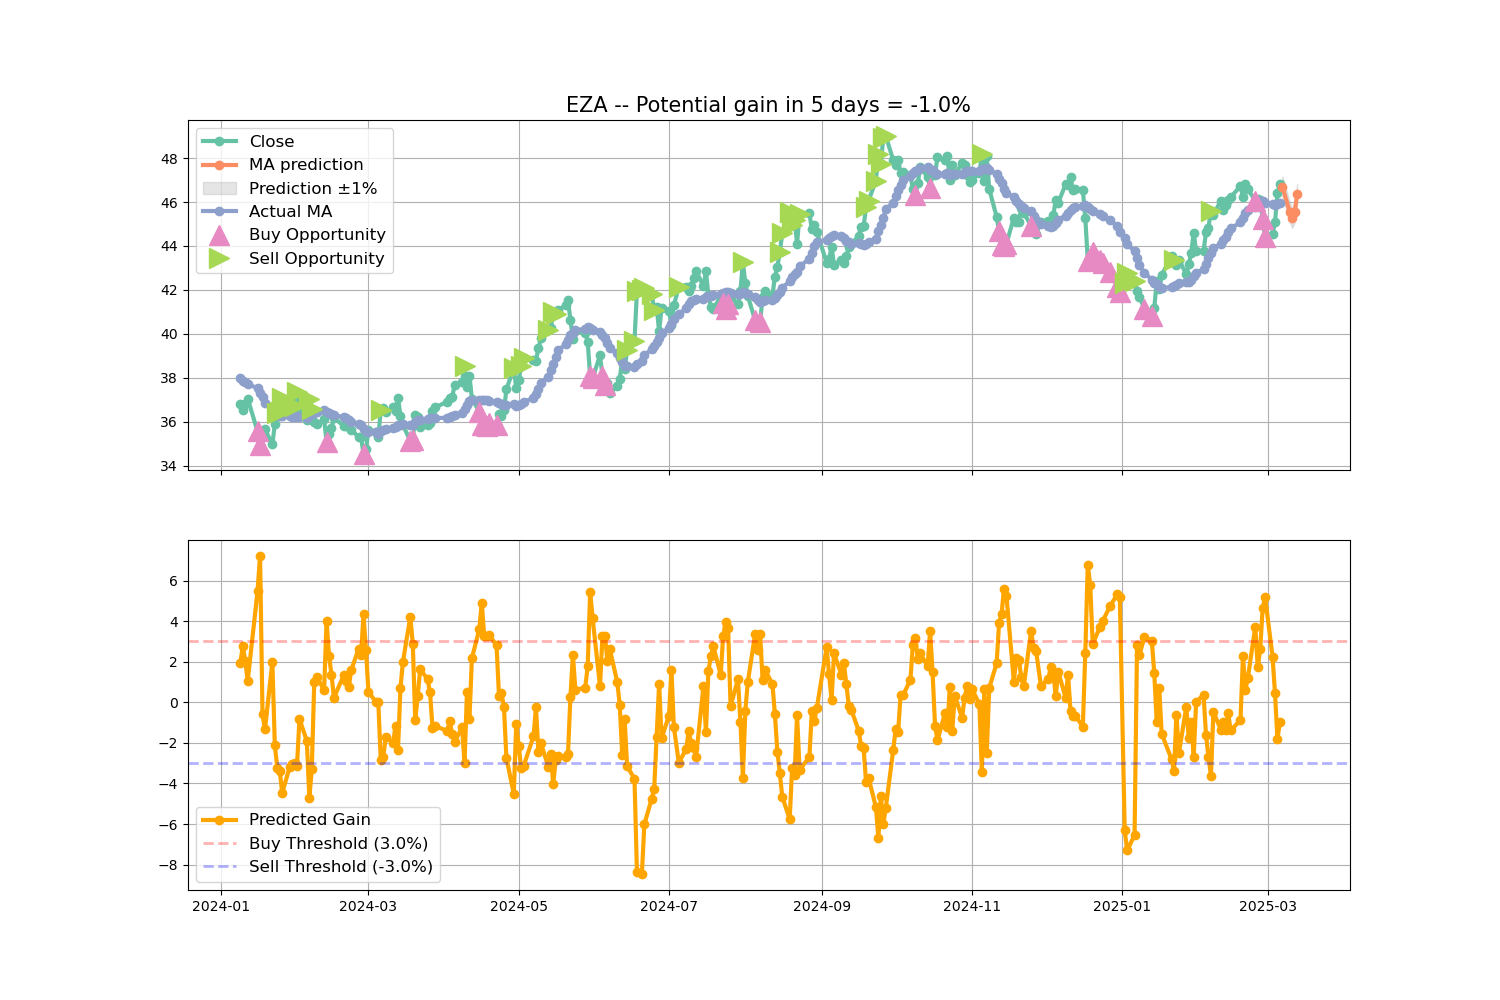 EZA -- Potential gain in 5 days = -1.0%
Close
MA prediction
Prediction ±1%
Actual MA
Buy Opportunity
Sell Opportunity
48
46
44
42
40
38
36
34
6
4
2
0
−2
−4
−6
−8
Predicted Gain
Buy Threshold (3.0%)
Sell Threshold (-3.0%)
2024-01 2024-03 2024-05 2024-07 2024-09 2024-11 2025-01 2025-03